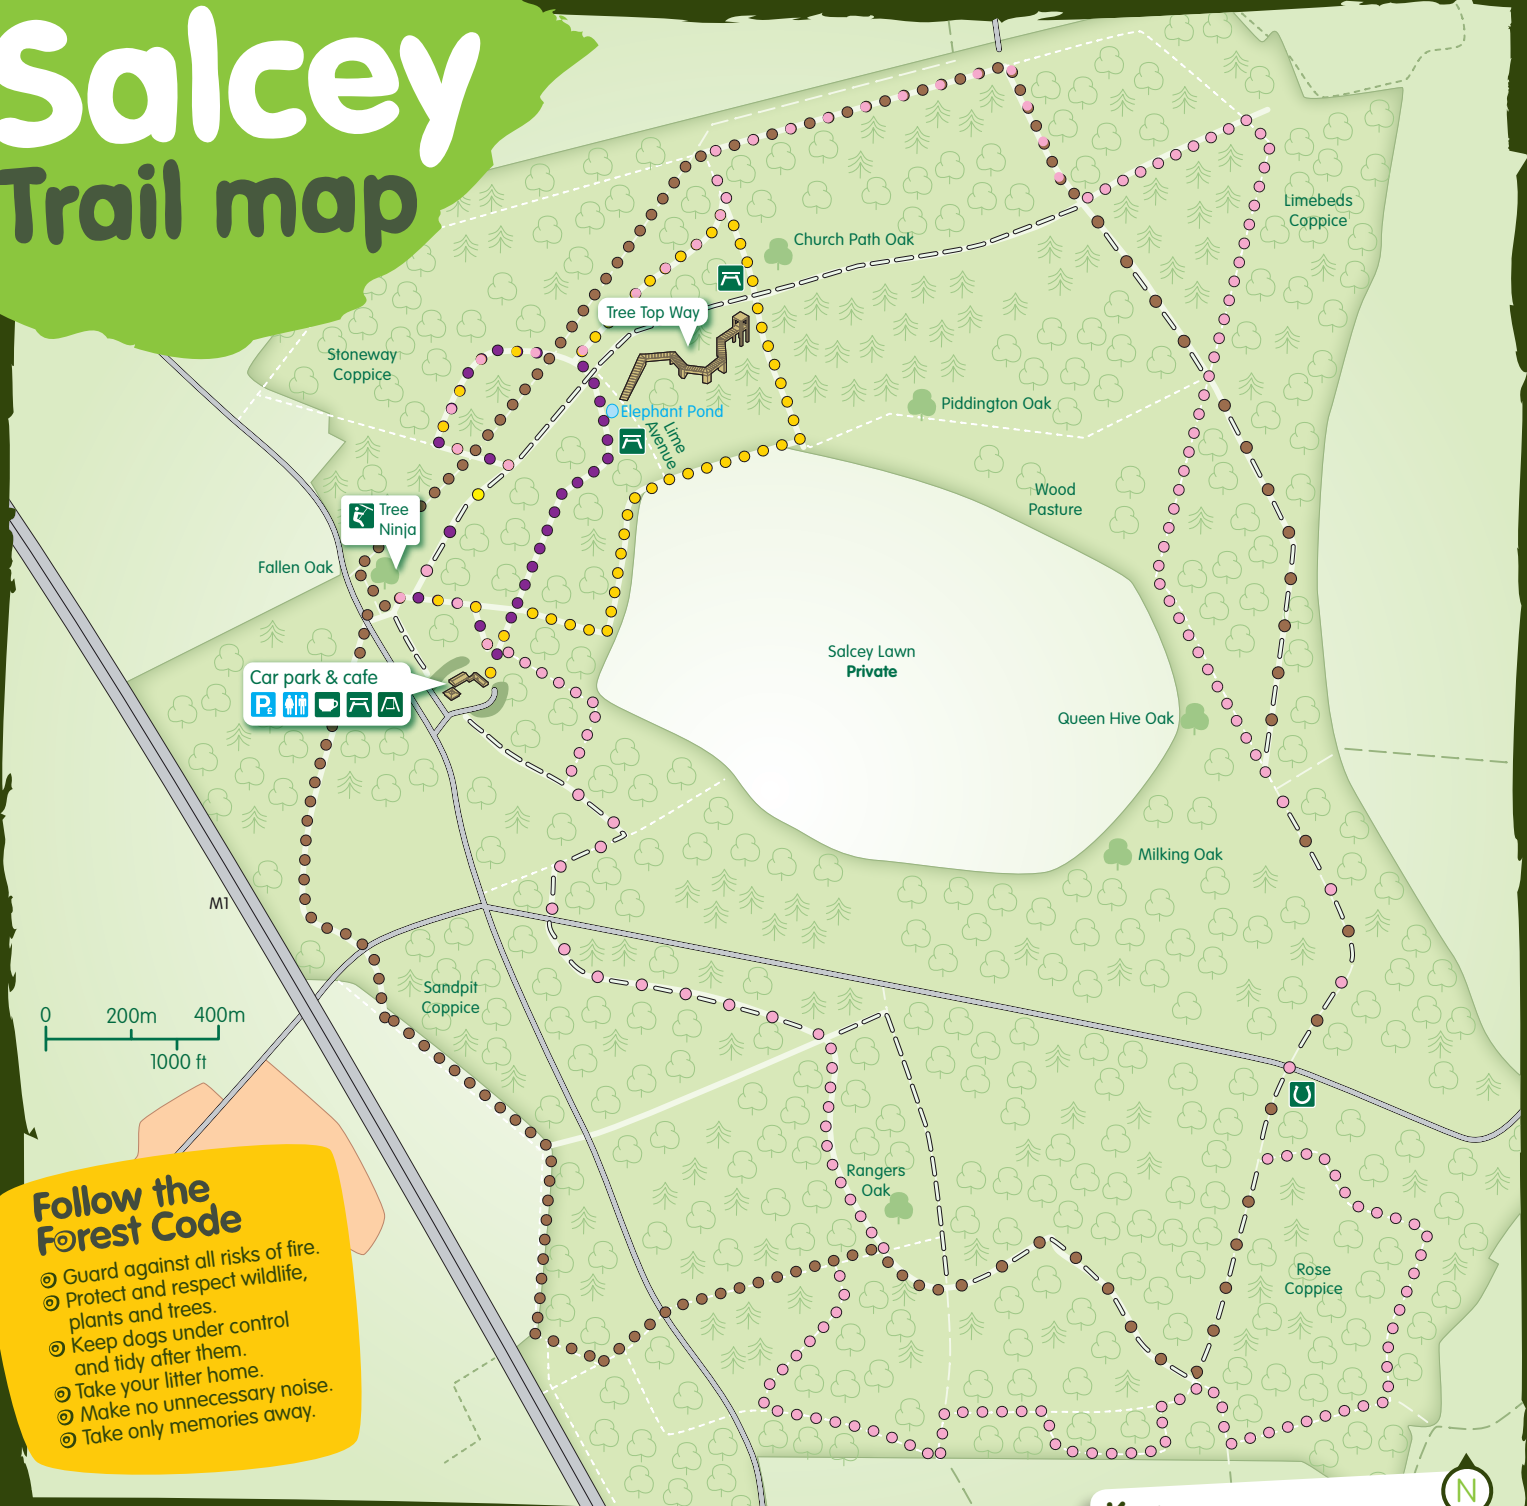 Salcey
Trail map
Church Path Oak
Limebeds
Coppice
Tree Top Way
Stoneway
Coppice
Elephant Pond
Lime
Avenue
Piddington Oak
Wood
Pasture
Tree
Ninja
Fallen Oak
Salcey Lawn
Private
Car park & cafe
P£
Queen Hive Oak
Milking Oak
M1
Sandpit
Coppice
0 200m 400m
1000 ft
Rangers
Oak
Rose
Coppice
Follow the
Forest Code
Guard against all risks of fire.
Protect and respect wildlife,
plants and trees.
Keep dogs under control
and tidy after them.
Take your litter home.
Make no unnecessary noise.
Take only memories away.
N